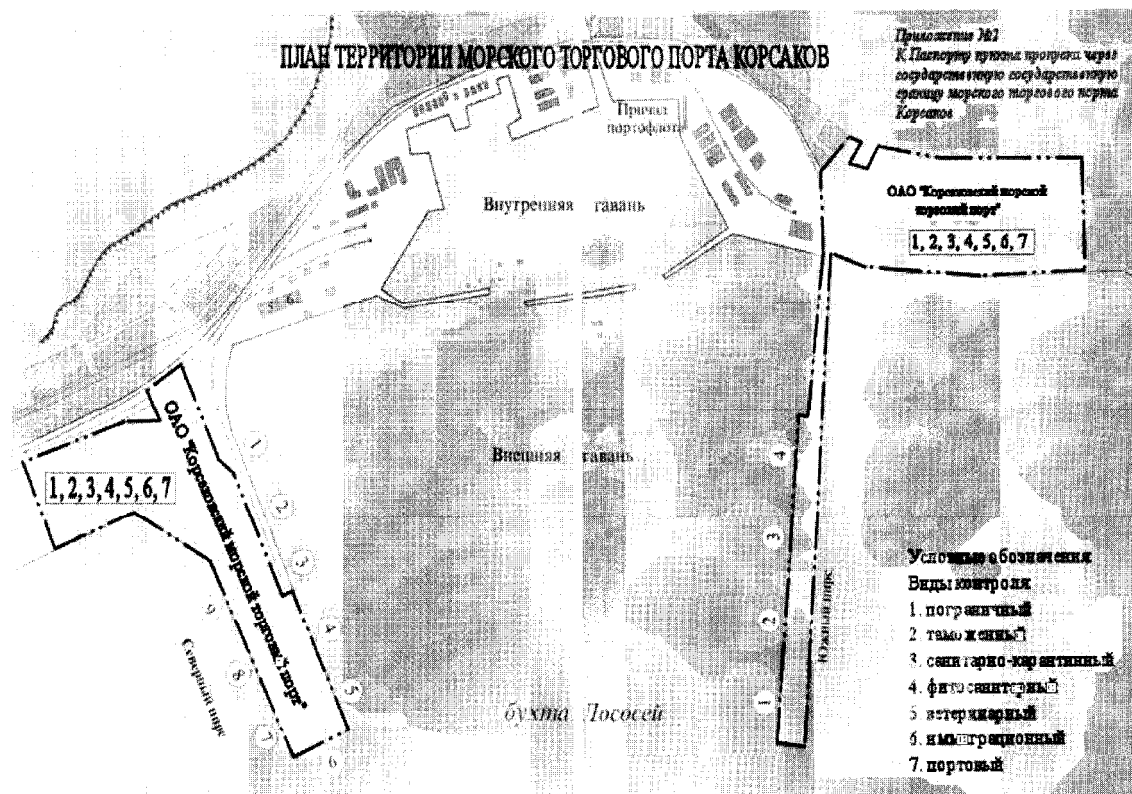 ПЛАН ТЕРРИТОРИИ МОРСКОГО ТОРГОВОГО ПОРТА КОРСАКОВ
Приложение №1
К Паспорту пункта пропуска через
государственную государственную
границу морского торгового порта
Корсаков
Причал
портофлота
Внутренняя гавань
ОАО "Корсаковский морской
торговый порт"
1, 2, 3, 4, 5, 6, 7
ОАО "Корсаковский морской торговый порт"
1, 2, 3, 4, 5, 6, 7
Внешняя гавань
1
2
3
4
5
6
7
8
9
Северный пирс
4
3
2
1
Южный пирс
бухта Лососей
Условные обозначения
Виды контроля
1. пограничный
2 таможенный
3. санитарно-карантинный
4. фитосанитарный
5 ветеринарный
6. иммиграционный
7. портовый